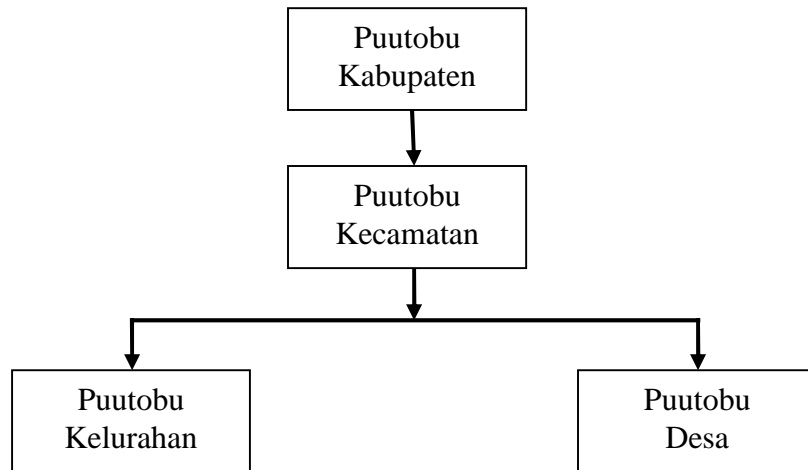 Puutobu
Kabupaten
Puutobu
Kecamatan
Puutobu
Kelurahan
Puutobu
Desa